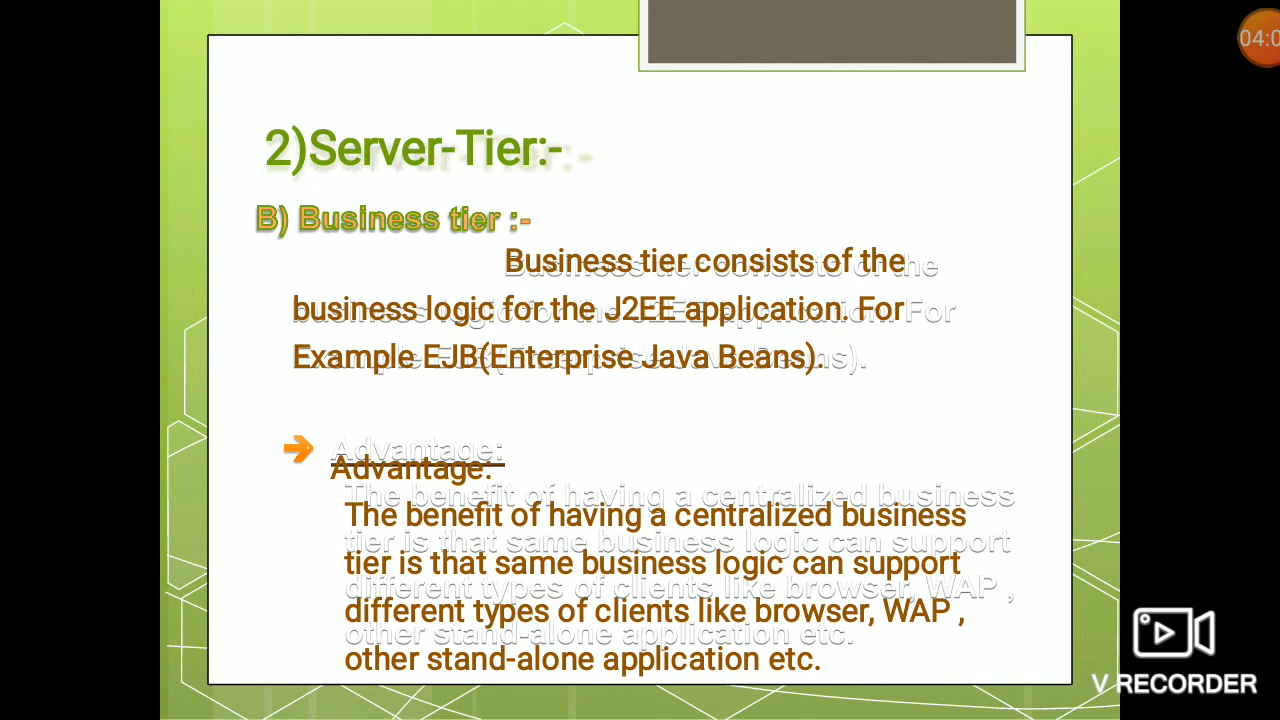 04:0
2)Server-Tier:-
B) Business tier :-
Business tier consists of the
business logic for the J2EE application. For
Example EJB(Enterprise Java Beans).
Advantage:
The benefit of having a centralized business
tier is that same business logic can support
different types of clients like browser, WAP ,
other stand-alone application etc.
V RECORDER